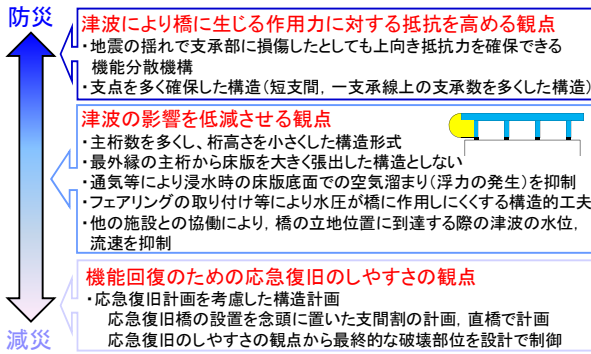 防災
津波により橋に生じる作用力に対する抵抗を高める観点
・地震の揺れで支承部に損傷したとしても上向き抵抗力を確保できる
機能分散機構
・支点を多く確保した構造(短支間, 一支承線上の支承数を多くした構造)
津波の影響を低減させる観点
・主桁数を多くし、桁高さを小さくした構造形式
・最外縁の主桁から床版を大きく張出した構造としない
・通気等により浸水時の床版底面での空気溜まり(浮力の発生)を抑制
・フェアリングの取り付け等により水圧が橋に作用しにくくする構造的工夫
・他の施設との協働により, 橋の立地位置に到達する際の津波の水位,
流速を抑制
機能回復のための応急復旧のしやすさの観点
・応急復旧計画を考慮した構造計画
応急復旧橋の設置を念頭に置いた支間割の計画, 直橋で計画
応急復旧のしやすさの観点から最終的な破壊部位を設計で制御
減災